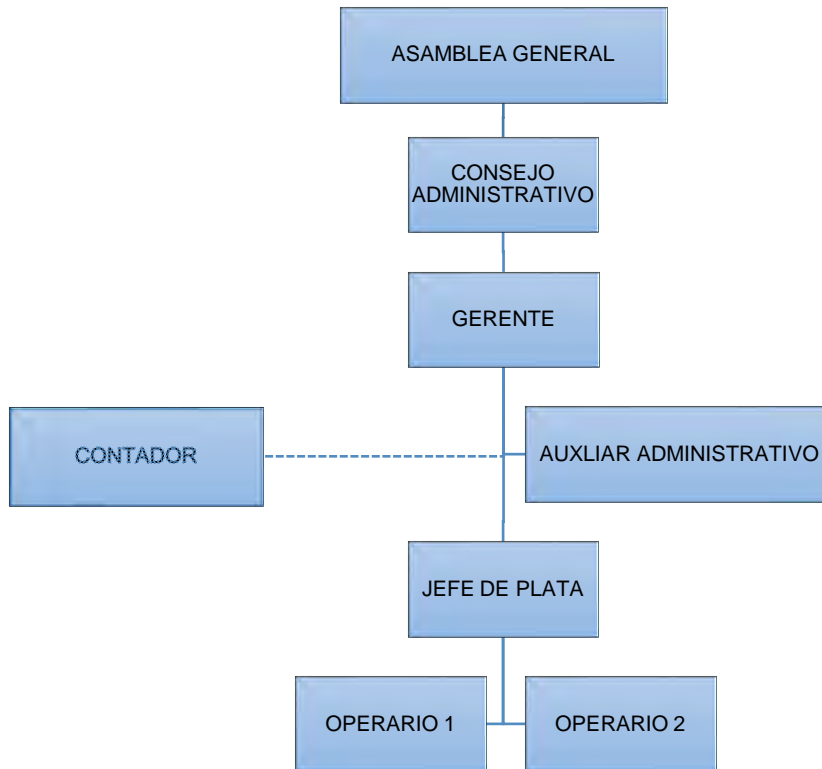 ASAMBLEA GENERAL
CONSEJO
ADMINISTRATIVO
GERENTE
CONTADOR
AUXLIAR ADMINISTRATIVO
JEFE DE PLATA
OPERARIO 1
OPERARIO 2